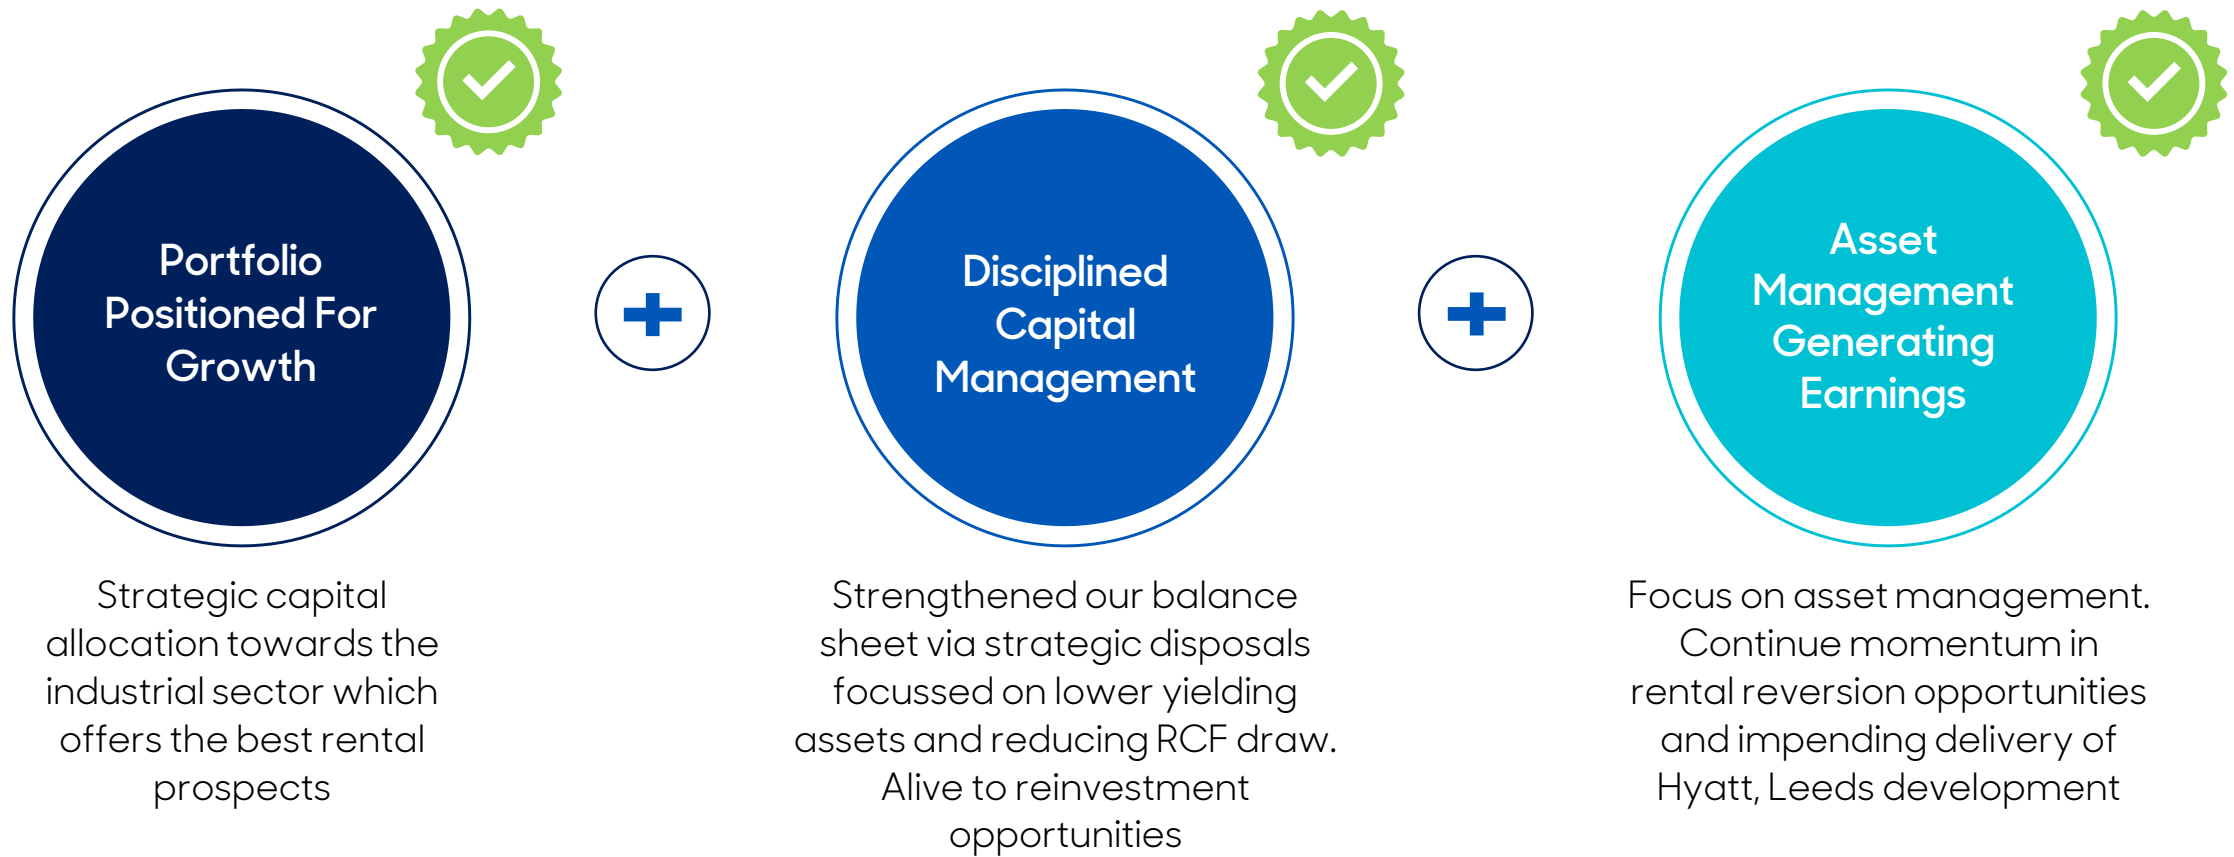 Portfolio
Positioned For
Growth
Strategic capital
allocation towards the
industrial sector which
offers the best rental
prospects
Disciplined
Capital
Management
Strengthened our balance
sheet via strategic disposals
focussed on lower yielding
assets and reducing RCF draw.
Alive to reinvestment
opportunities
Asset
Management
Generating
Earnings
Focus on asset management.
Continue momentum in
rental reversion opportunities
and impending delivery of
Hyatt, Leeds development